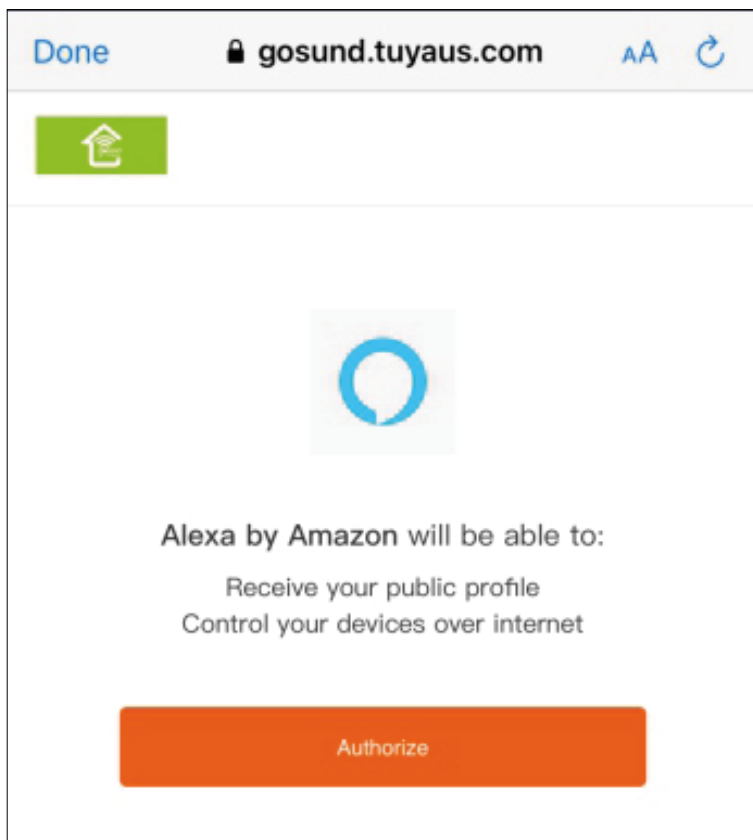 Done
gosund.tuyaus.com
AA
Alexa by Amazon will be able to:
Receive your public profile
Control your devices over internet
Authorize